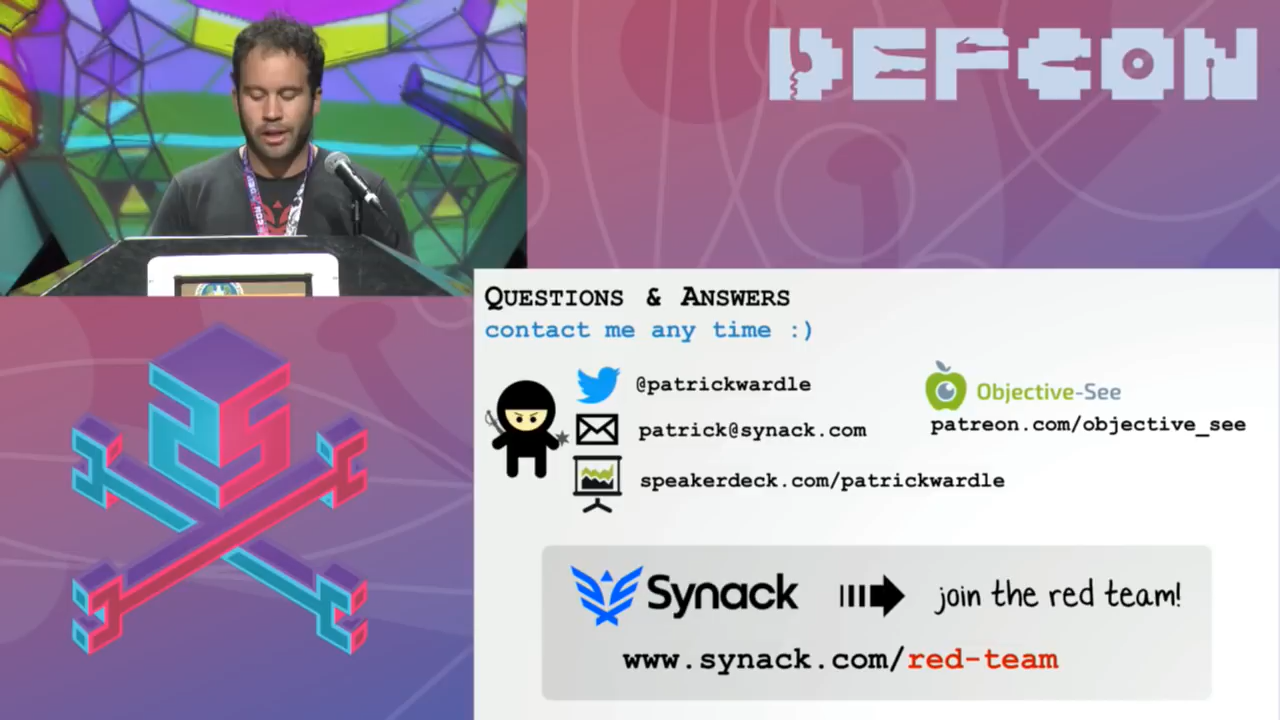 DEFCON
QUESTIONS & ANSWERS
contact me any time :)
@patrickwardle
patrick@synack.com
speakerdeck.com/patrickwardle
Objective-See
patreon.com/objective_see
Synack
join the red team!
www.synack.com/red-team